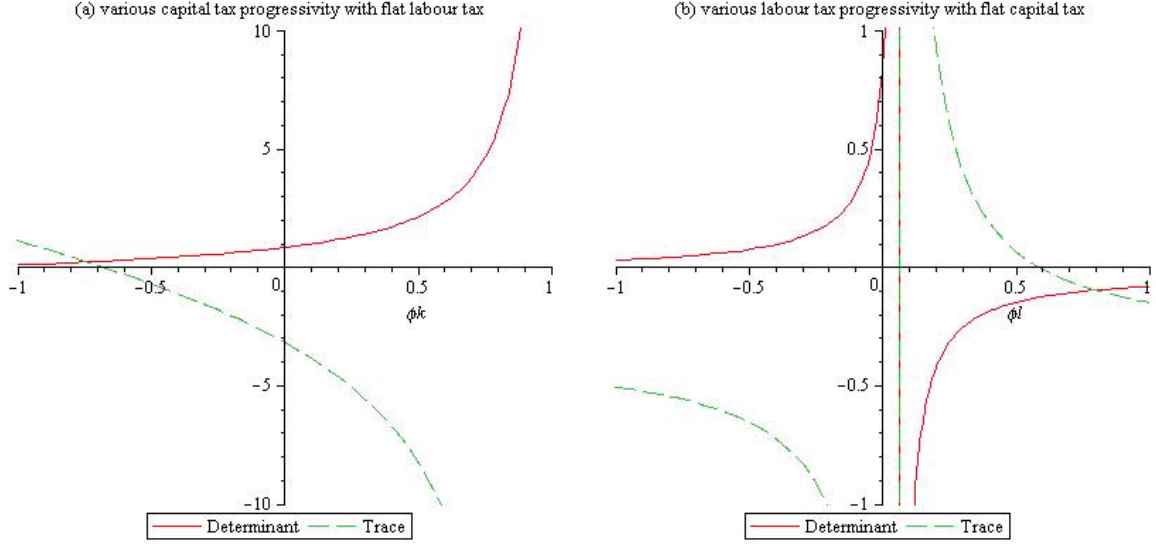 (a) various capital tax progressivity with flat labour tax
10
5
-1
-0.5
0
0.5
1
ϕk
-5
-10
Determinant
Trace
(b) various labour tax progressivity with flat capital tax
1
0.5
-1
-0.5
0
0.5
1
ϕl
-0.5
-1
Determinant
Trace